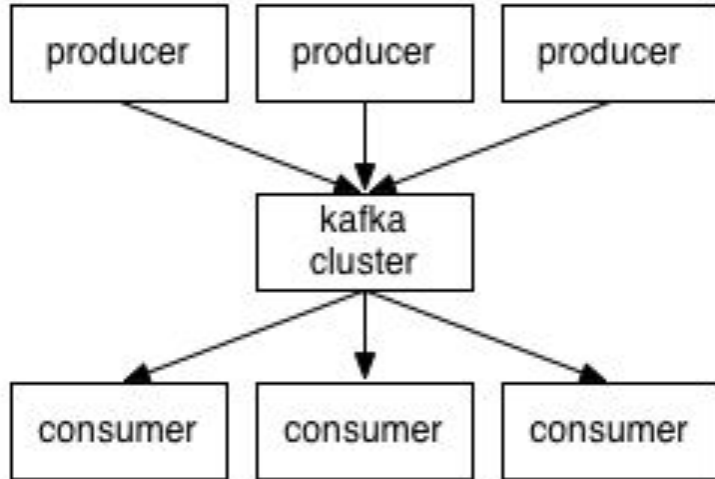 producer
producer
producer
kafka
cluster
consumer
consumer
consumer